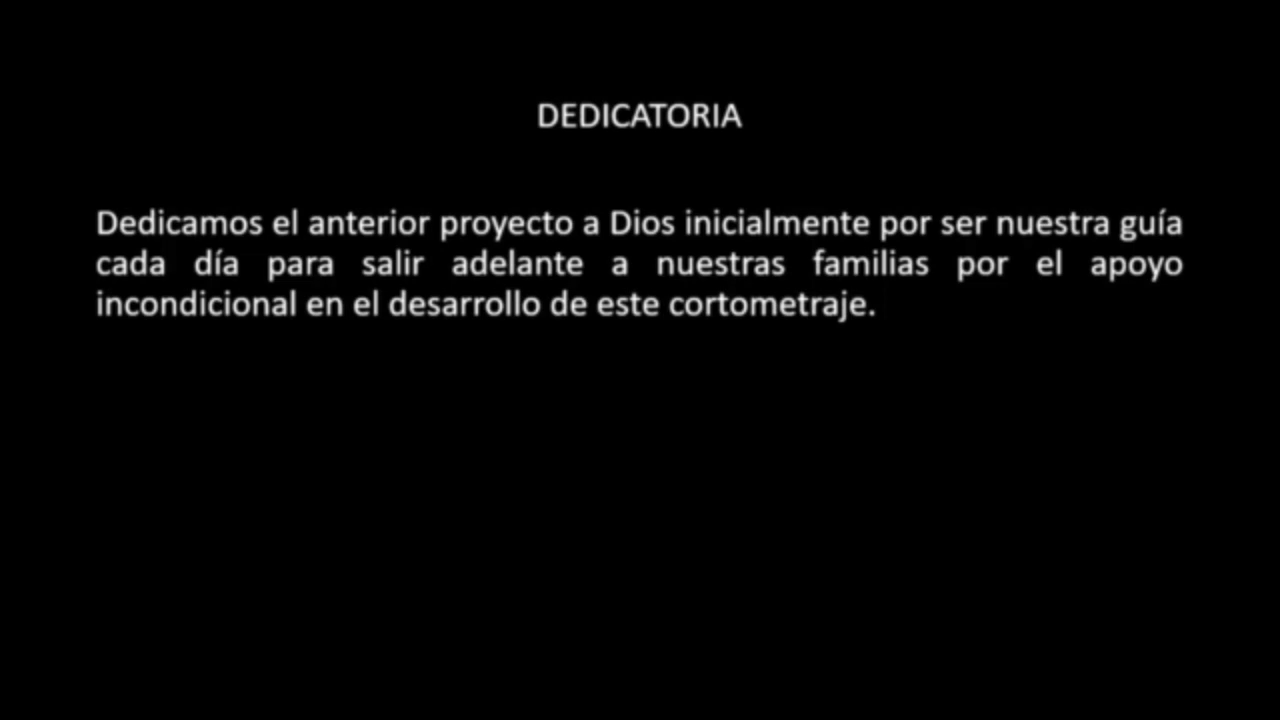 DEDICATORIA
Dedicamos el anterior proyecto a Dios inicialmente por ser nuestra guía
cada día para salir adelante a nuestras familias por el apoyo
incondicional en el desarrollo de este cortometraje.